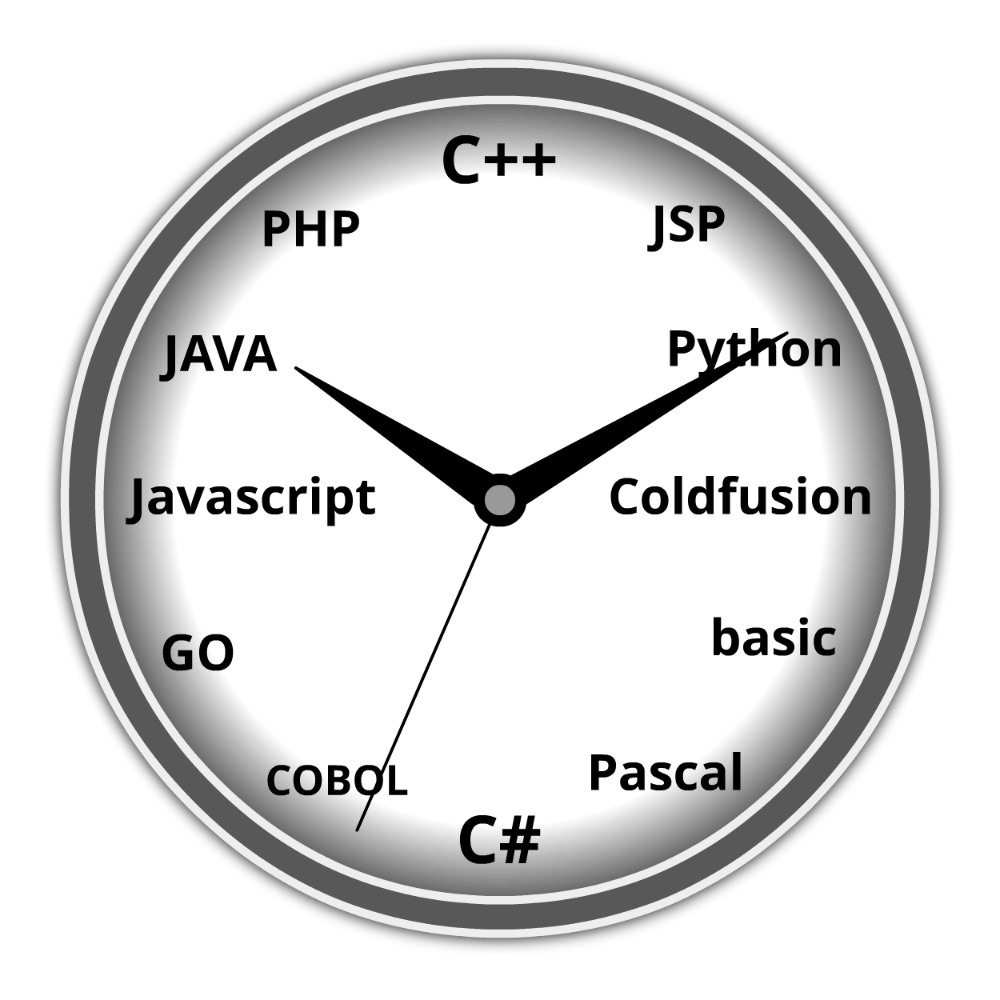 C++
PHP
JSP
JAVA
Python
Javascript
Coldfusion
GO
basic
COBOL
Pascal
C#